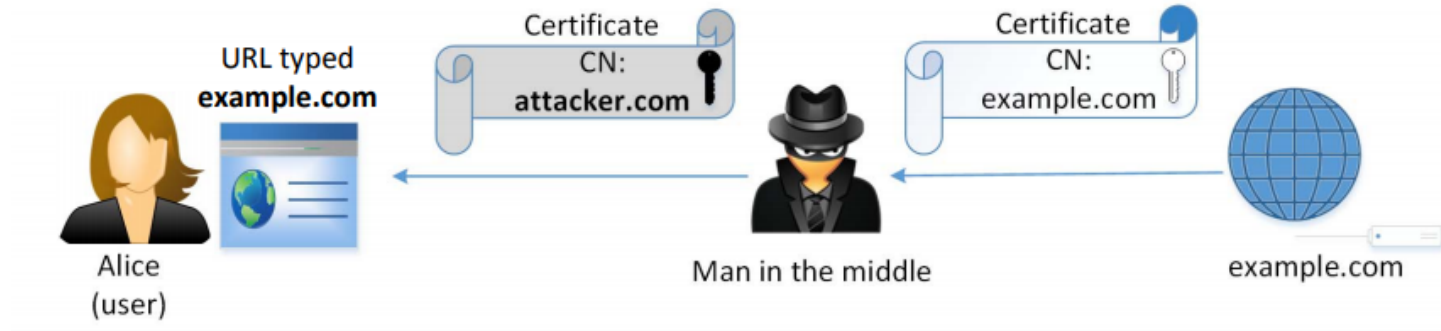 URL typed
example.com
Certificate
CN:
attacker.com
Certificate
CN:
example.com
Alice
(user)
Man in the middle
example.com